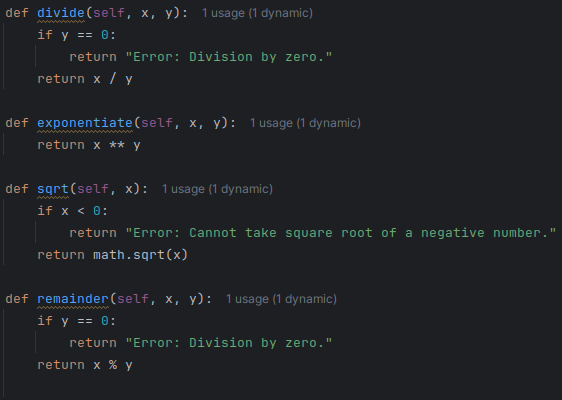 def divide(self, x, y): 1 usage (1 dynamic)
    if y == 0:
        return "Error: Division by zero."
    return x / y
def exponentiate(self, x, y): 1 usage (1 dynamic)
    return x ** y
def sqrt(self, x): 1 usage (1 dynamic)
    if x < 0:
        return "Error: Cannot take square root of a negative number."
    return math.sqrt(x)
def remainder(self, x, y): 1 usage (1 dynamic)
    if y == 0:
        return "Error: Division by zero."
    return x % y